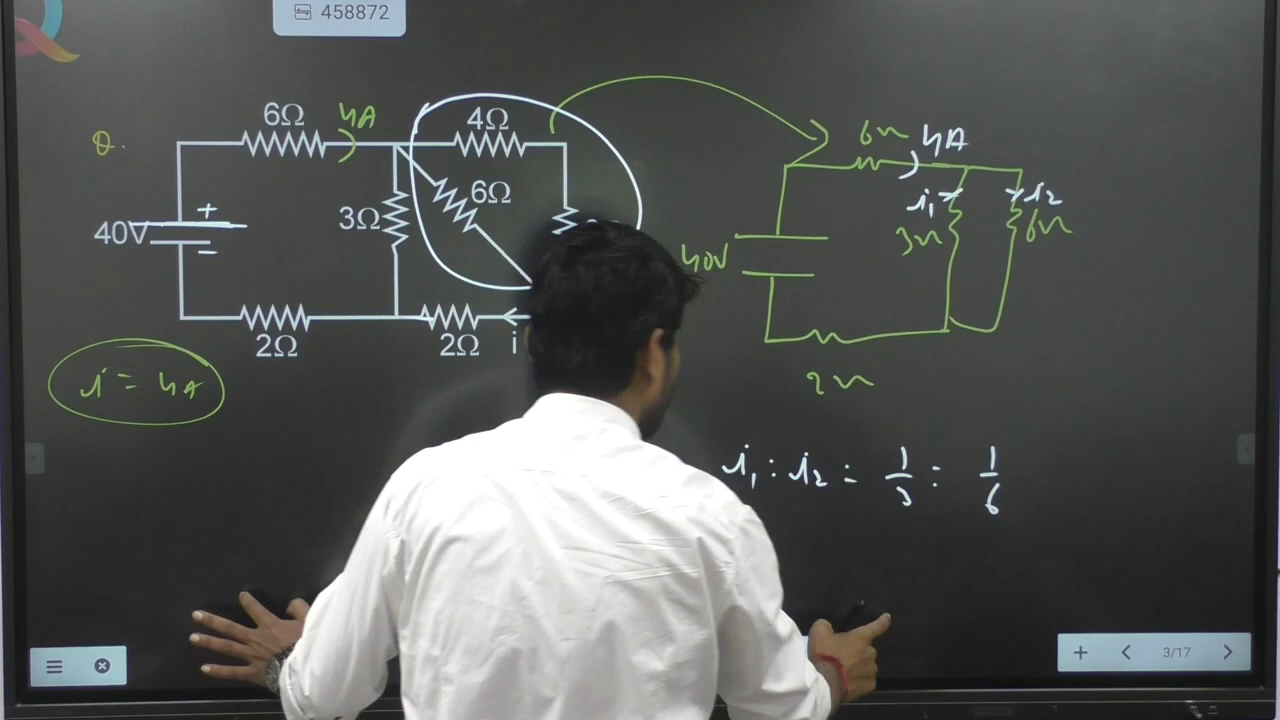 458872
Q.
6Ω
4A
4Ω
6Ω
3Ω
40V
+
−
2Ω
2Ω
i
i = 4A
6Ω
4A
i₁
i₂
3Ω
6Ω
40V
2Ω
i₁ : i₂ = 1/3 : 1/6
3/17